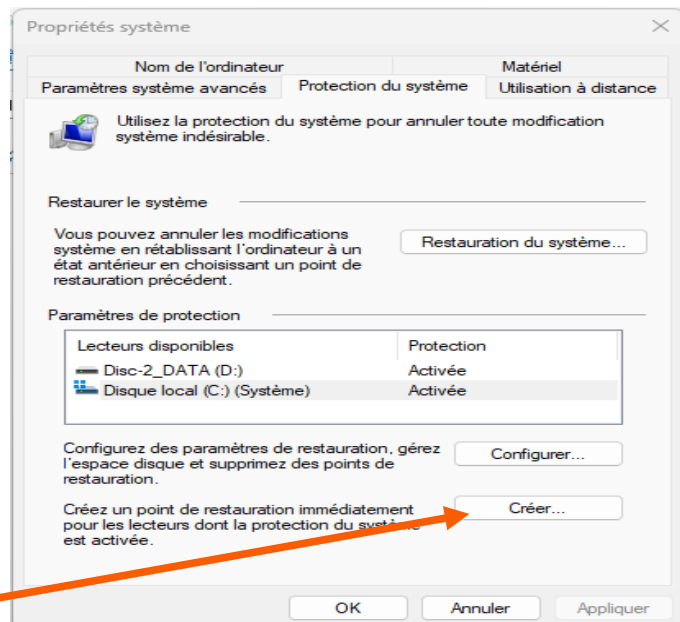 Propriétés système
Nom de l'ordinateur
Matériel
Paramètres système avancés
Protection du système
Utilisation à distance
Utilisez la protection du système pour annuler toute modification
système indésirable.
Restaurer le système
Vous pouvez annuler les modifications
système en rétablissant l'ordinateur à un
état antérieur en choisissant un point de
restauration précédent.
Restauration du système...
Paramètres de protection
Lecteurs disponibles
Protection
Disc-2_DATA (D:)
Activée
Disque local (C:) (Système)
Activée
Configurez des paramètres de restauration, gérez
l'espace disque et supprimez des points de
restauration.
Configurer...
Créez un point de restauration immédiatement
pour les lecteurs dont la protection du système
est activée.
Créer...
OK
Annuler
Appliquer